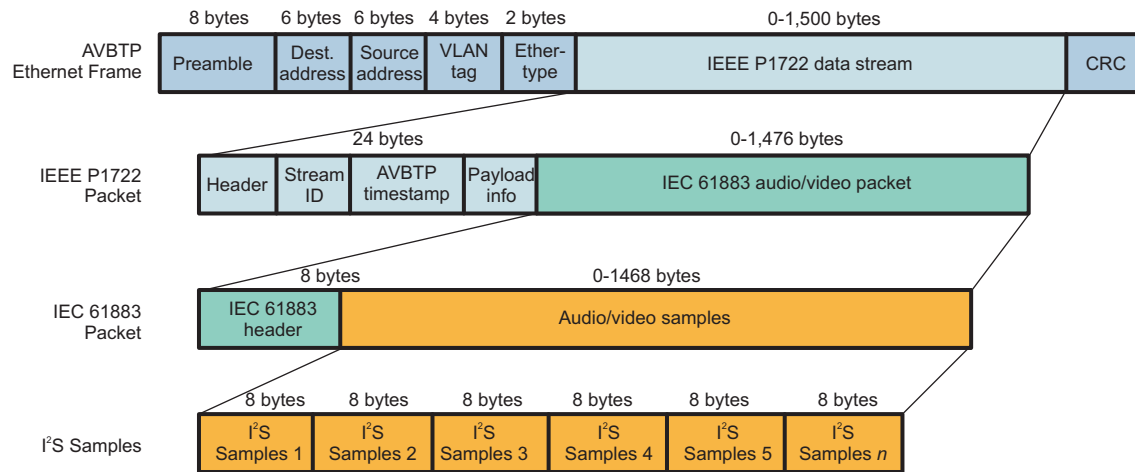 8 bytes 6 bytes 6 bytes 4 bytes 2 bytes 0-1,500 bytes
AVBTP
Ethernet Frame
Preamble
Dest.
address
Source
address
VLAN
tag
Ether-
type
IEEE P1722 data stream
CRC
24 bytes 0-1,476 bytes
IEEE P1722
Packet
Header
Stream
ID
AVBTP
timestamp
Payload
info
IEC 61883 audio/video packet
8 bytes 0-1468 bytes
IEC 61883
Packet
IEC 61883
header
Audio/video samples
8 bytes 8 bytes 8 bytes 8 bytes 8 bytes 8 bytes
I²S Samples
I²S
Samples 1
I²S
Samples 2
I²S
Samples 3
I²S
Samples 4
I²S
Samples 5
I²S
Samples n